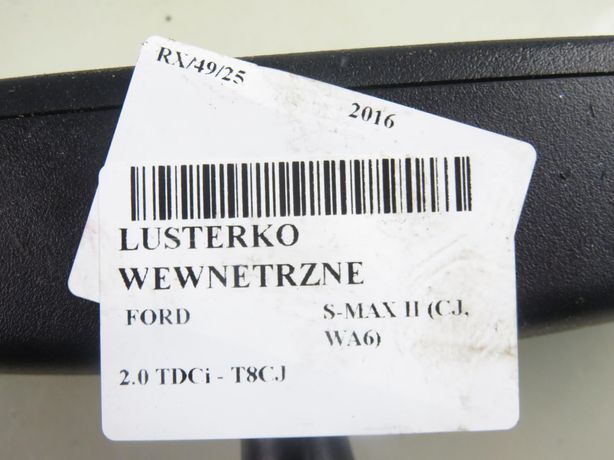 RX/49/25
2016
LUSTERKO
WEWNETRZNE
FORD S-MAX II (CJ,
WA6)
2.0 TDCi - T8CJ